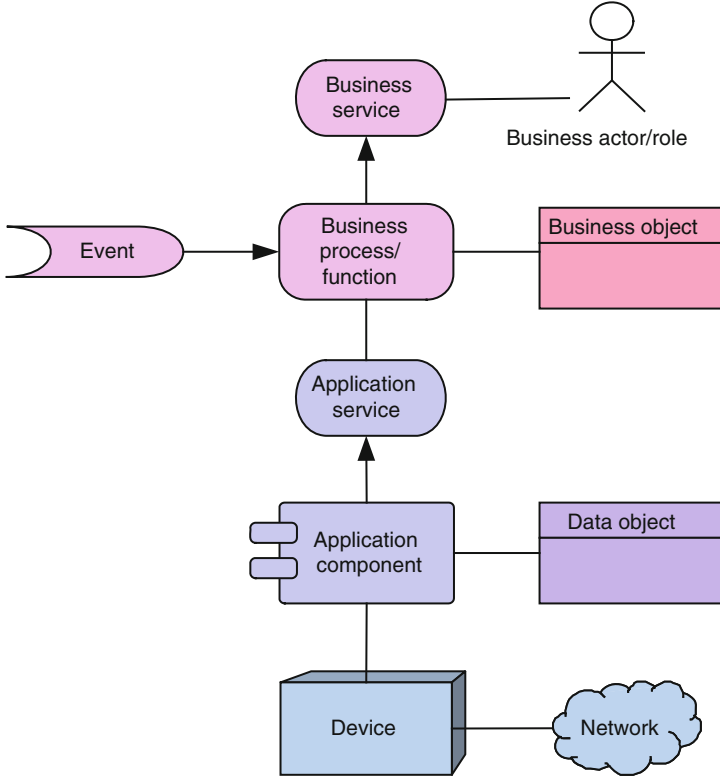 Business
service
Business actor/role
Event
Business
process/
function
Business object
Application
service
Application
component
Data object
Device
Network